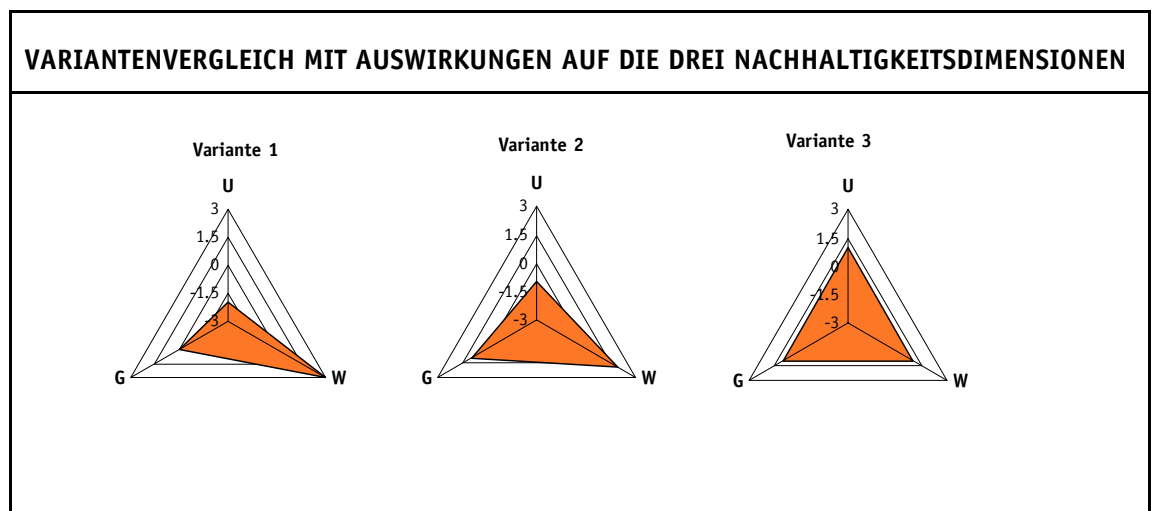 VARIANTENVERGLEICH MIT AUSWIRKUNGEN AUF DIE DREI NACHHALTIGKEITSDIMENSIONEN
Variante 1
U
3
1.5
0
-1.5
-3
G
W
Variante 2
U
3
1.5
0
-1.5
-3
G
W
Variante 3
U
3
1.5
0
-1.5
-3
G
W